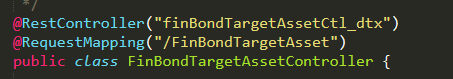 */
@RestController("finBondTargetAssetCtl_dtx")
@RequestMapping("/FinBondTargetAsset")
public class FinBondTargetAssetController {